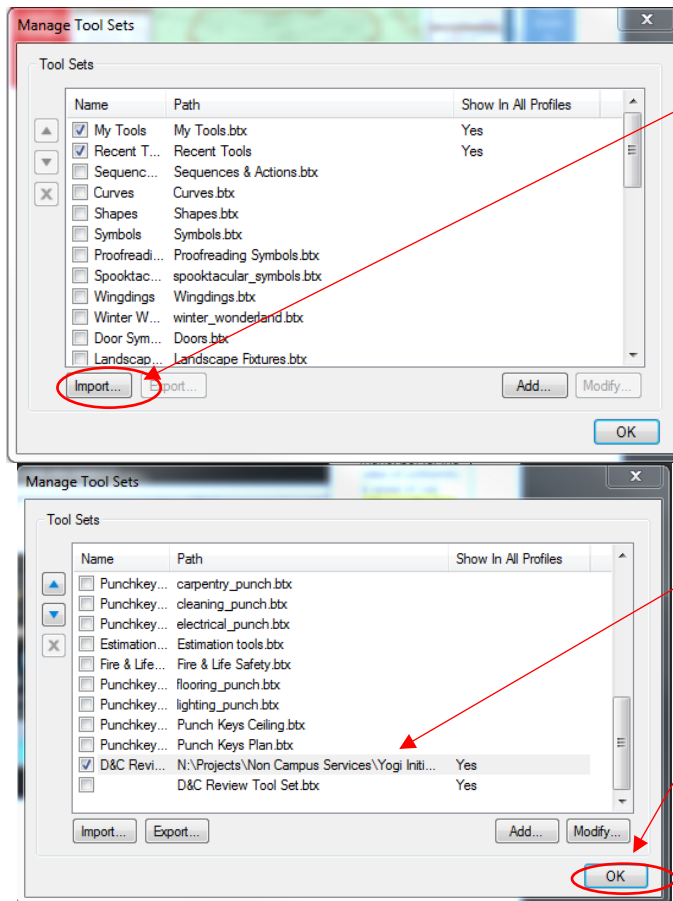 Manage Tool Sets
x
Tool Sets
Name Path Show In All Profiles
My Tools My Tools.btx Yes
Recent T... Recent Tools Yes
Sequenc... Sequences & Actions.btx
Curves Curves.btx
Shapes Shapes.btx
Symbols Symbols.btx
Proofreadi... Proofreading Symbols.btx
Spooktac... spooktacular_symbols.btx
Wingdings Wingdings.btx
Winter W... winter_wonderland.btx
Door Sym... Doors.btx
Landscap... Landscape Fixtures.btx
Import... Export... Add... Modify...
OK
Manage Tool Sets
x
Tool Sets
Name Path Show In All Profiles
Punchkey... carpentry_punch.btx
Punchkey... cleaning_punch.btx
Punchkey... electrical_punch.btx
Estimation... Estimation tools.btx
Fire & Life... Fire & Life Safety.btx
Punchkey... flooring_punch.btx
Punchkey... lighting_punch.btx
Punchkey... Punch Keys Ceiling.btx
Punchkey... Punch Keys Plan.btx
D&C Revi... N:\Projects\Non Campus Services\Yogi Initi... Yes
D&C Review Tool Set.btx Yes
Import... Export... Add... Modify...
OK